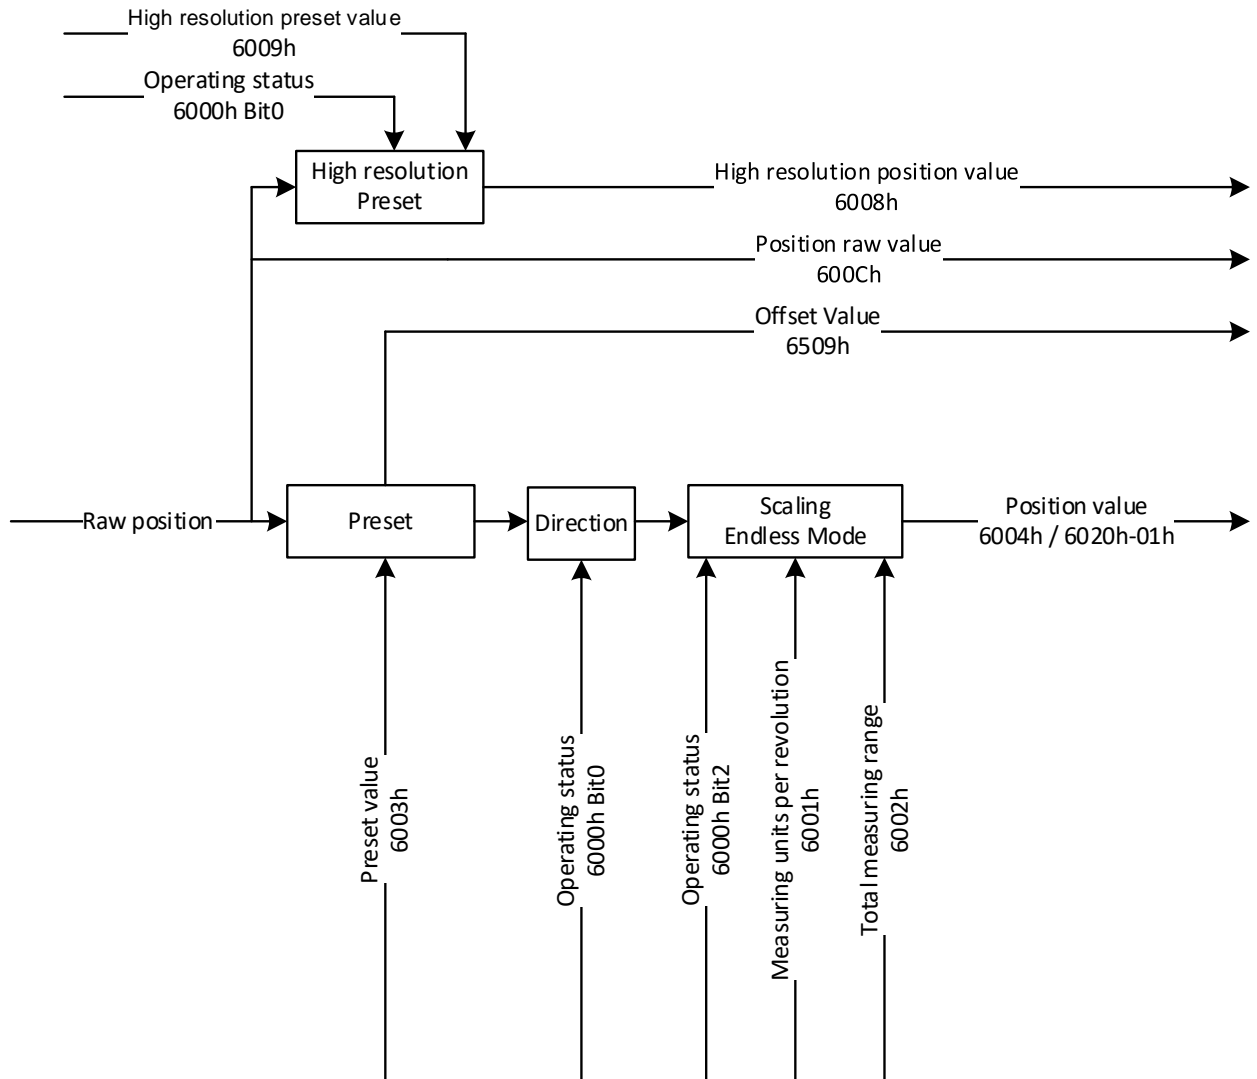 High resolution preset value
6009h
Operating status
6000h Bit0
High resolution
Preset
High resolution position value
6008h
Position raw value
600Ch
Offset Value
6509h
Raw position
Preset
Direction
Scaling
Endless Mode
Position value
6004h / 6020h-01h
Preset value
6003h
Operating status
6000h Bit0
Operating status
6000h Bit2
Measuring units per revolution
6001h
Total measuring range
6002h